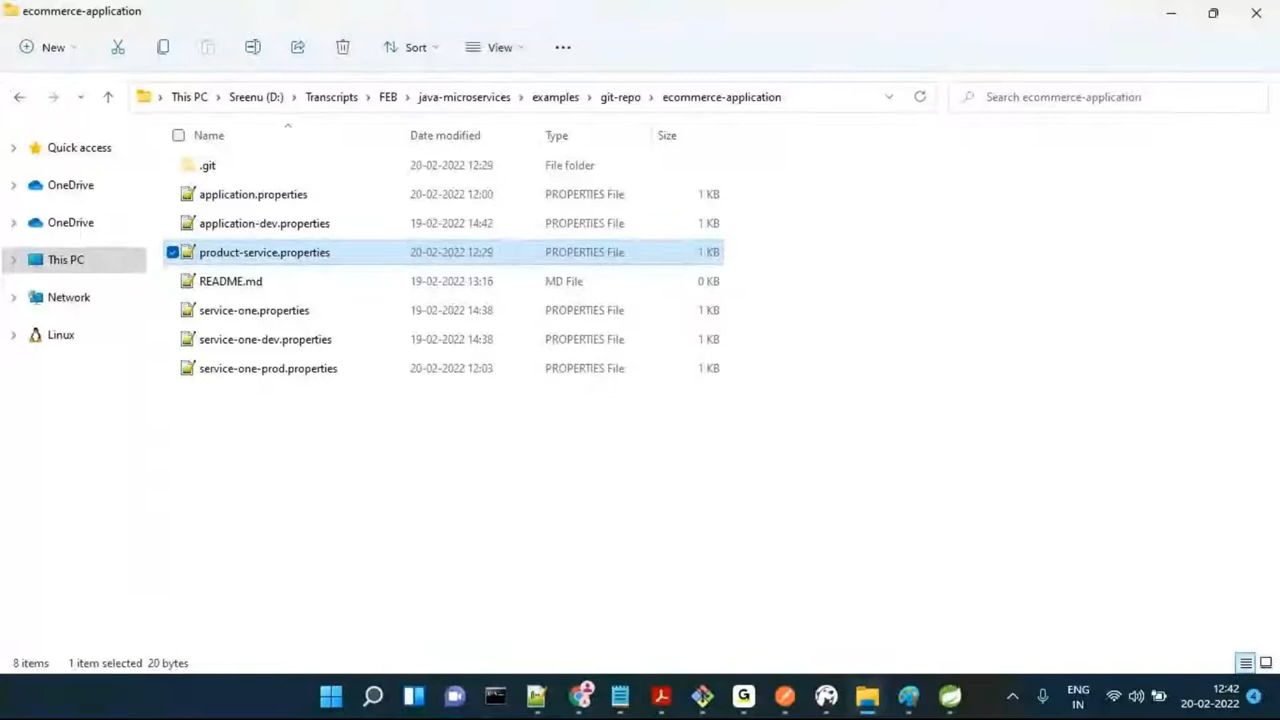 ecommerce-application
New
Sort
View
This PC > Sreenu (D:) > Transcripts > FEB > java-microservices > examples > git-repo > ecommerce-application
Search ecommerce-application
Name Date modified Type Size
Quick access
OneDrive
OneDrive
This PC
Network
Linux
.git 20-02-2022 12:29 File folder
application.properties 20-02-2022 12:00 PROPERTIES File 1 KB
application-dev.properties 19-02-2022 14:42 PROPERTIES File 1 KB
product-service.properties 20-02-2022 12:29 PROPERTIES File 1 KB
README.md 19-02-2022 13:16 MD File 0 KB
service-one.properties 19-02-2022 14:38 PROPERTIES File 1 KB
service-one-dev.properties 19-02-2022 14:38 PROPERTIES File 1 KB
service-one-prod.properties 20-02-2022 12:03 PROPERTIES File 1 KB
8 items 1 item selected 20 bytes
ENG
IN
12:42
20-02-2022
4